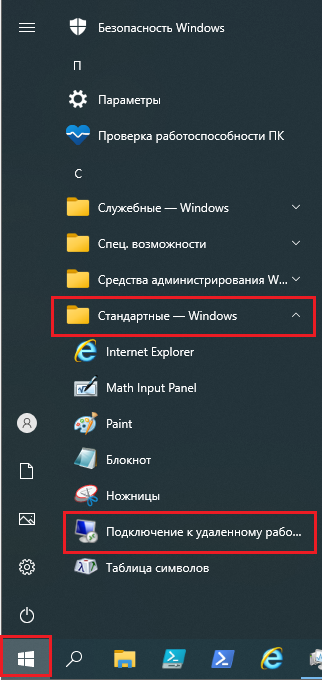 Безопасность Windows
П
Параметры
Проверка работоспособности ПК
С
Служебные — Windows
Спец. возможности
Средства администрирования W...
Стандартные — Windows
Internet Explorer
Math Input Panel
Paint
Блокнот
Ножницы
Подключение к удаленному рабо...
Таблица символов